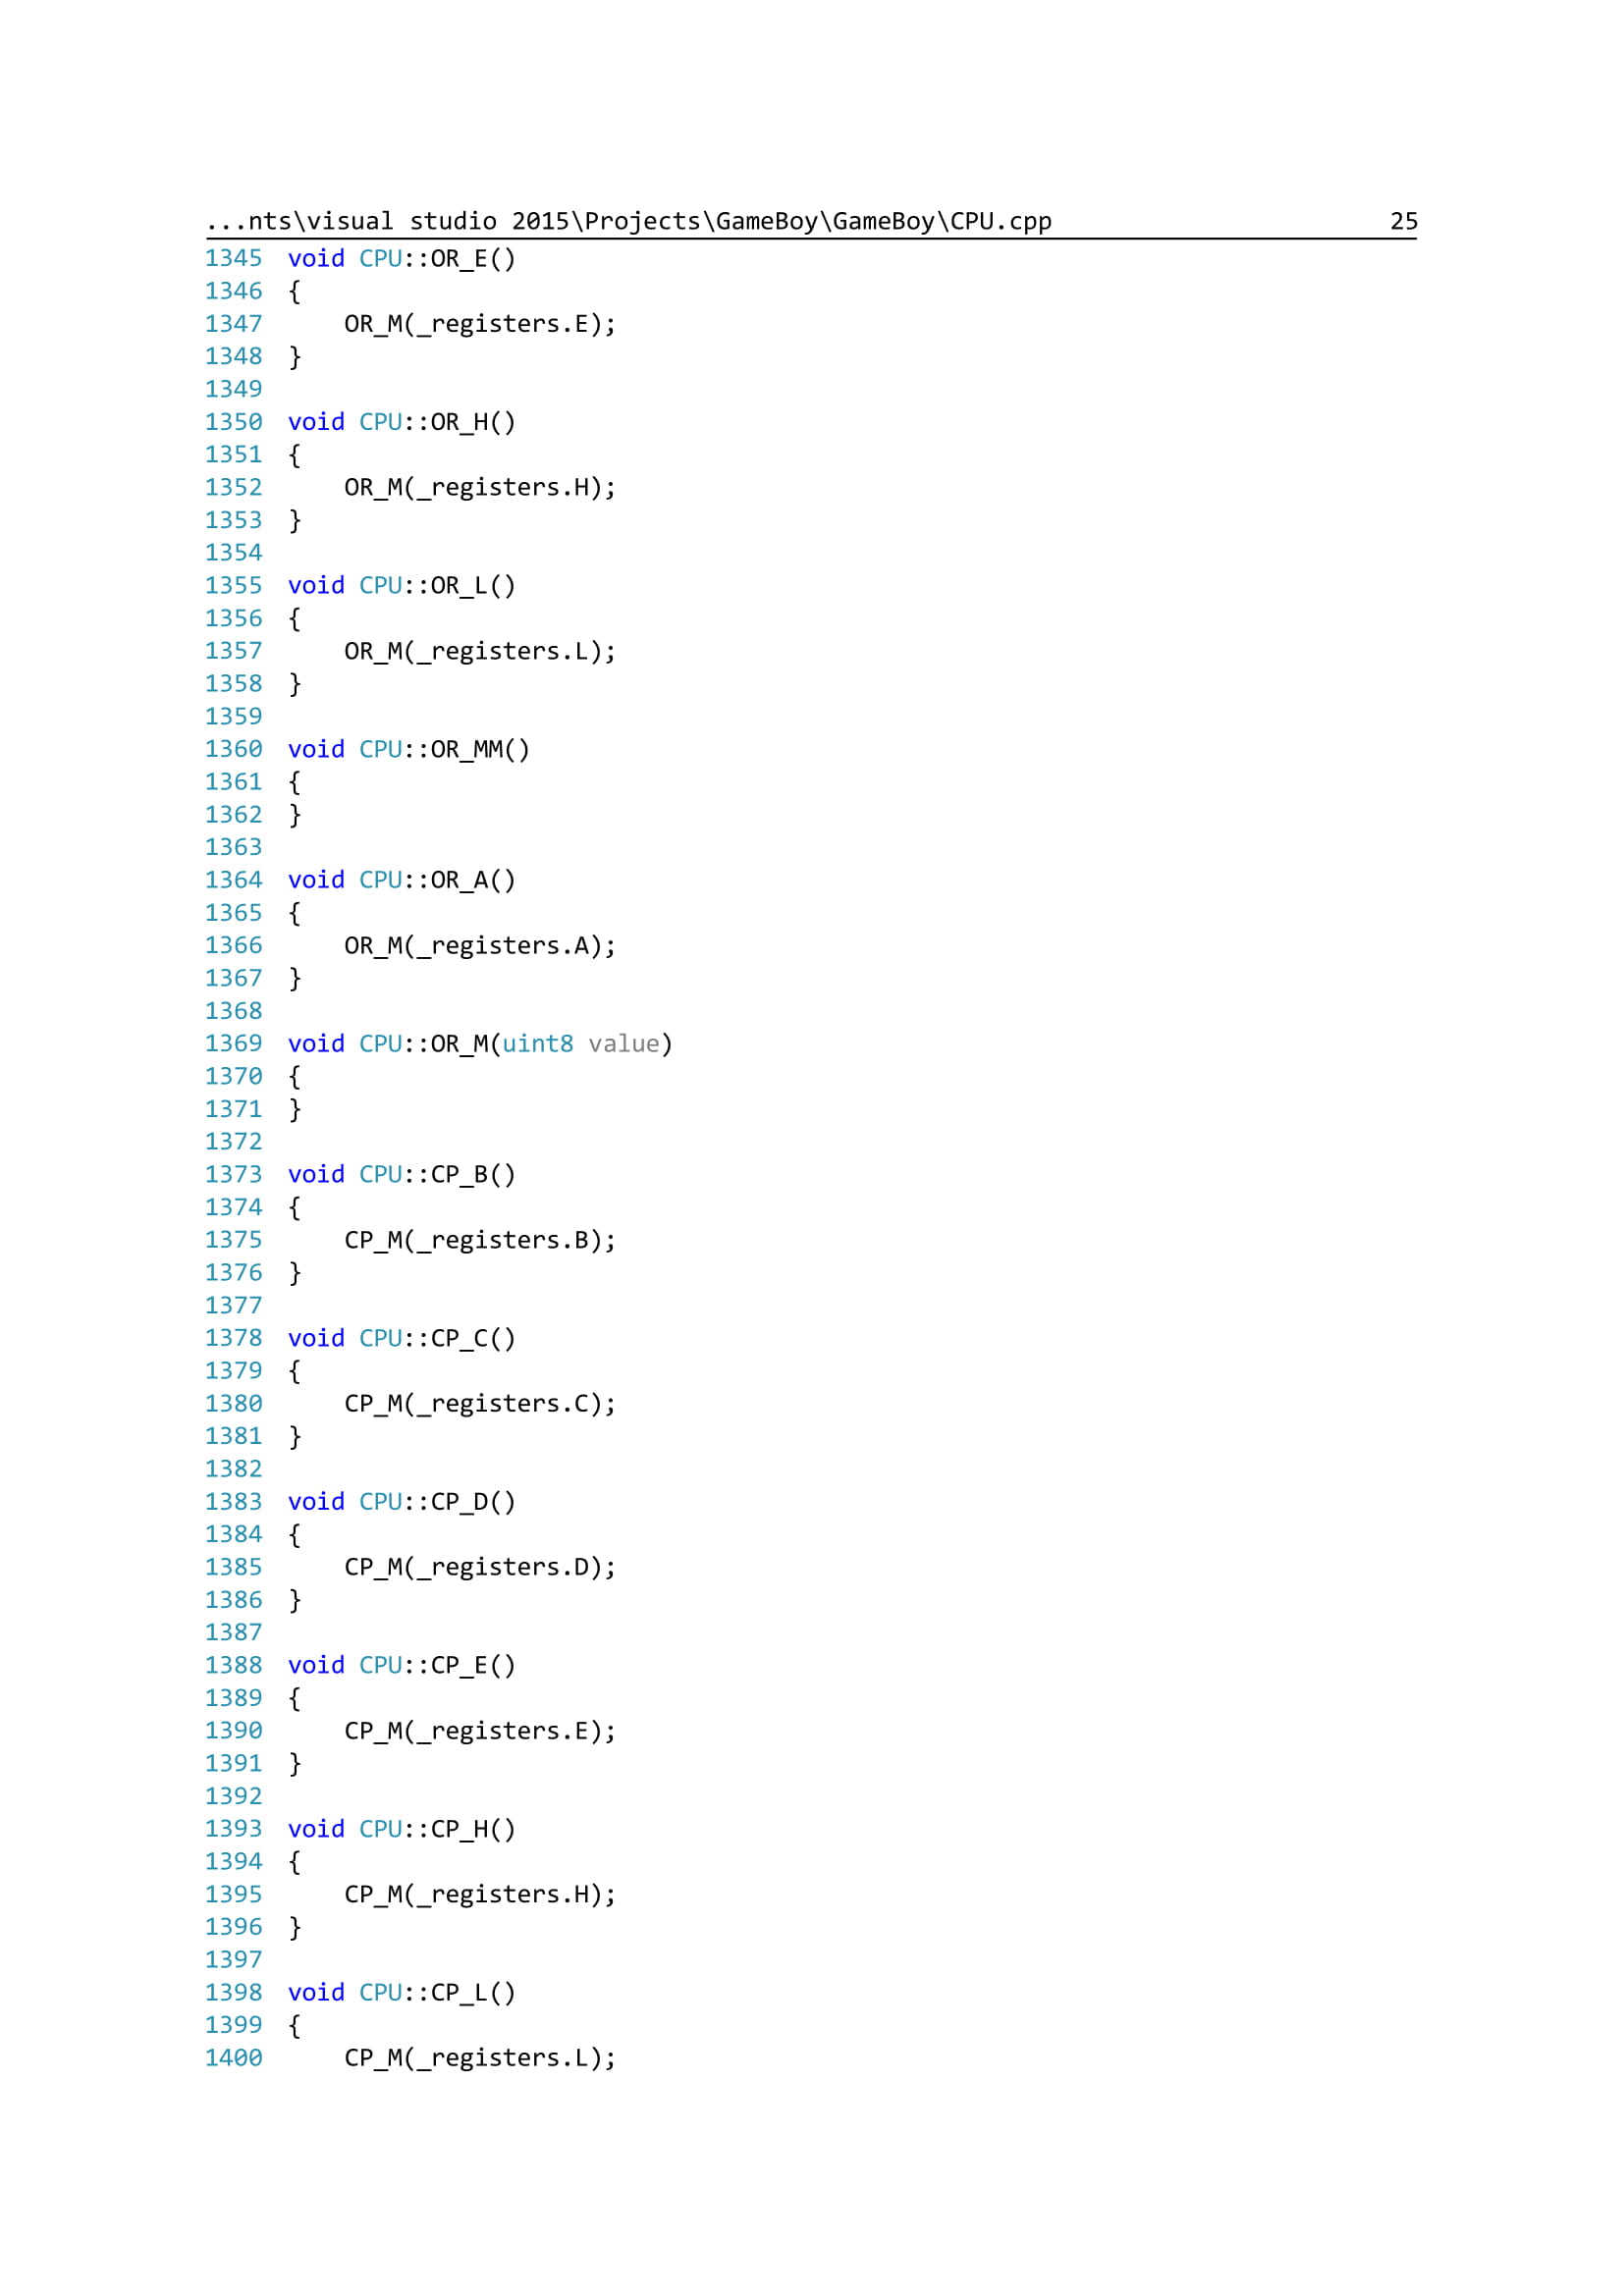 ...nts\visual studio 2015\Projects\GameBoy\GameBoy\CPU.cpp 25
1345 void CPU::OR_E()
1346 {
1347     OR_M(_registers.E);
1348 }
1349
1350 void CPU::OR_H()
1351 {
1352     OR_M(_registers.H);
1353 }
1354
1355 void CPU::OR_L()
1356 {
1357     OR_M(_registers.L);
1358 }
1359
1360 void CPU::OR_MM()
1361 {
1362 }
1363
1364 void CPU::OR_A()
1365 {
1366     OR_M(_registers.A);
1367 }
1368
1369 void CPU::OR_M(uint8 value)
1370 {
1371 }
1372
1373 void CPU::CP_B()
1374 {
1375     CP_M(_registers.B);
1376 }
1377
1378 void CPU::CP_C()
1379 {
1380     CP_M(_registers.C);
1381 }
1382
1383 void CPU::CP_D()
1384 {
1385     CP_M(_registers.D);
1386 }
1387
1388 void CPU::CP_E()
1389 {
1390     CP_M(_registers.E);
1391 }
1392
1393 void CPU::CP_H()
1394 {
1395     CP_M(_registers.H);
1396 }
1397
1398 void CPU::CP_L()
1399 {
1400     CP_M(_registers.L);